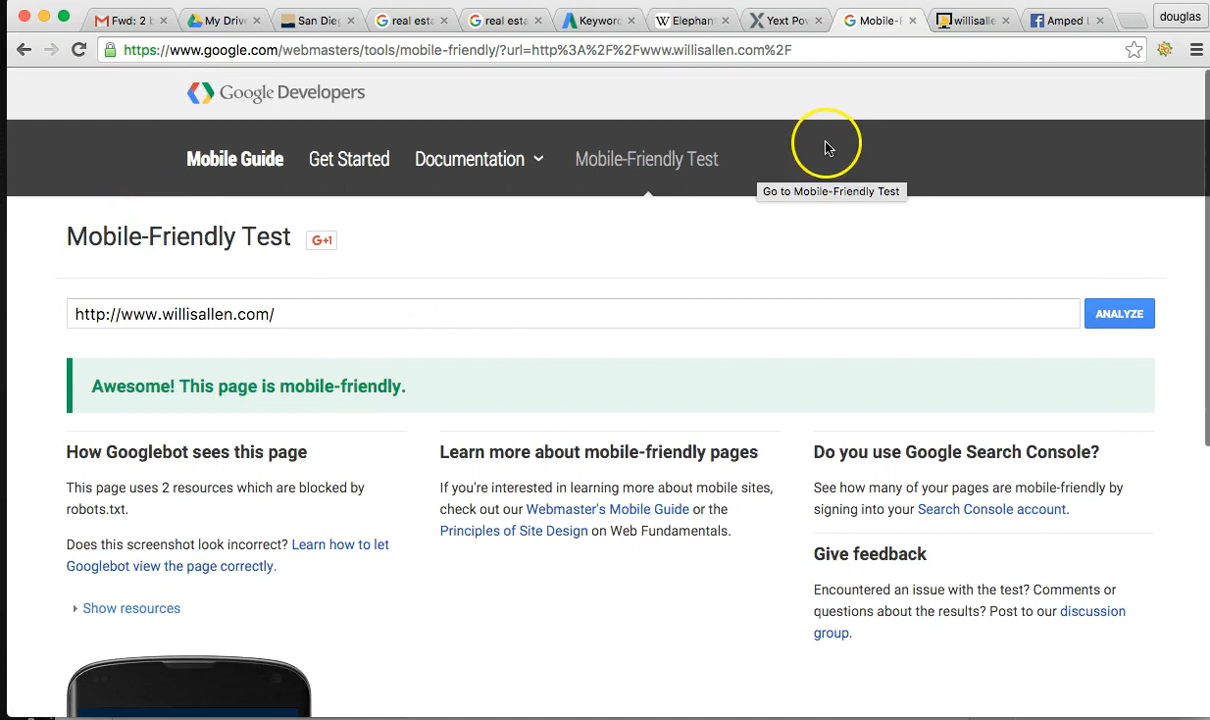 Fwd: 2 b
My Drive
San Dieg
real esta
real esta
Keyword
Elephan
Yext Pow
Mobile-F
willisalle
Amped L
douglas
https://www.google.com/webmasters/tools/mobile-friendly/?url=http%3A%2F%2Fwww.willisallen.com%2F
Google Developers
Mobile Guide
Get Started
Documentation
Mobile-Friendly Test
Go to Mobile-Friendly Test
Mobile-Friendly Test
G+1
http://www.willisallen.com/
ANALYZE
Awesome! This page is mobile-friendly.
How Googlebot sees this page
This page uses 2 resources which are blocked by
robots.txt.
Does this screenshot look incorrect? Learn how to let
Googlebot view the page correctly.
Show resources
Learn more about mobile-friendly pages
If you're interested in learning more about mobile sites,
check out our Webmaster's Mobile Guide or the
Principles of Site Design on Web Fundamentals.
Do you use Google Search Console?
See how many of your pages are mobile-friendly by
signing into your Search Console account.
Give feedback
Encountered an issue with the test? Comments or
questions about the results? Post to our discussion
group.